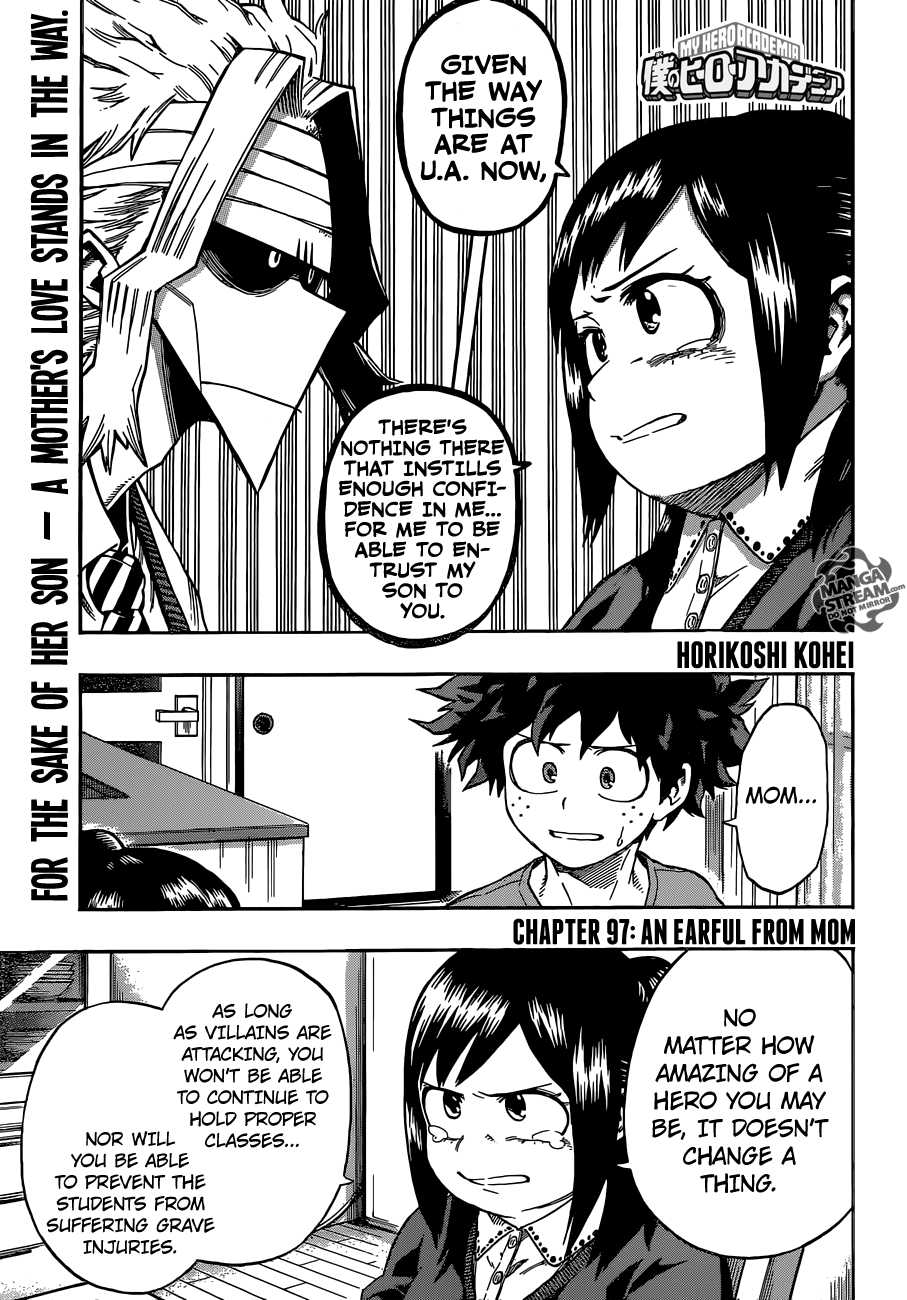 FOR THE SAKE OF HER SON — A MOTHER'S LOVE STANDS IN THE WAY.
MY HERO ACADEMIA
僕のヒーローアカデミア
GIVEN
THE WAY
THINGS
ARE AT
U.A. NOW,
THERE'S
NOTHING THERE
THAT INSTILLS
ENOUGH CONFI-
DENCE IN ME...
FOR ME TO BE
ABLE TO EN-
TRUST MY
SON TO
YOU.
MANGA
STREAM.com
DO NOT MIRROR
HORIKOSHI KOHEI
MOM...
CHAPTER 97: AN EARFUL FROM MOM
NO
MATTER HOW
AMAZING OF A
HERO YOU MAY
BE, IT DOESN'T
CHANGE A
THING.
AS LONG
AS VILLAINS ARE
ATTACKING, YOU
WON'T BE ABLE
TO CONTINUE TO
HOLD PROPER
CLASSES...
NOR WILL
YOU BE ABLE
TO PREVENT THE
STUDENTS FROM
SUFFERING GRAVE
INJURIES.